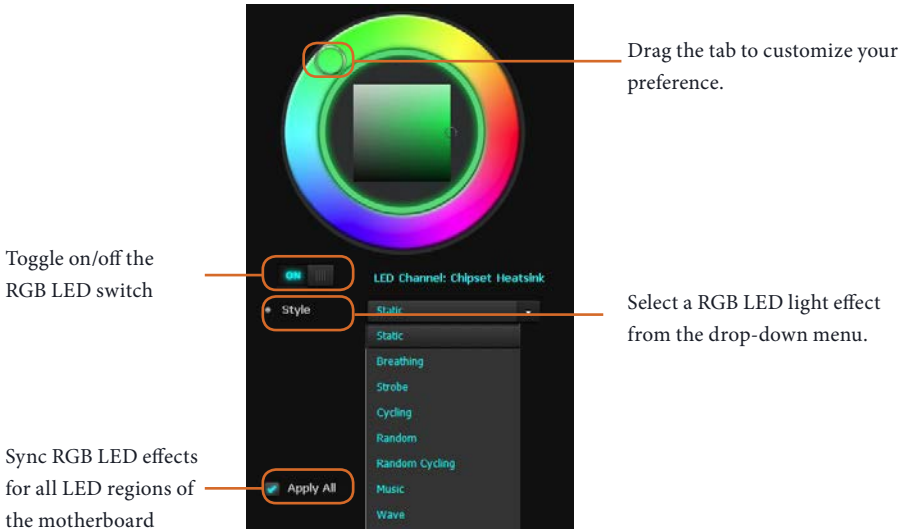 Drag the tab to customize your
preference.
Toggle on/off the
RGB LED switch
ON
LED Channel: Chipset Heatsink
Style
Static
Select a RGB LED light effect
from the drop-down menu.
Static
Breathing
Strobe
Cycling
Random
Random Cycling
Music
Wave
Sync RGB LED effects
for all LED regions of
the motherboard
Apply All